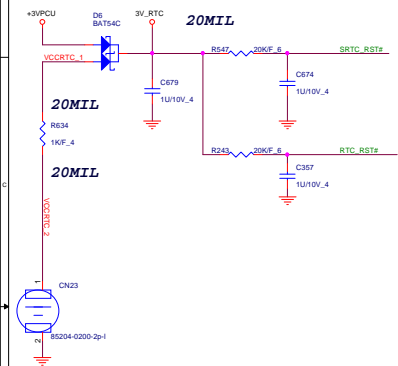 +3VPCU
D6
BAT54C
3V_RTC
20MIL
VCCRTC_1
R547
20K/F_6
SRTC_RST#
C679
1U/10V_4
C674
1U/10V_4
20MIL
R634
1K/F_4
20MIL
R243
20K/F_6
RTC_RST#
C357
1U/10V_4
C
VCCRTC_2
1
CN23
2
85204-0200-2p-l